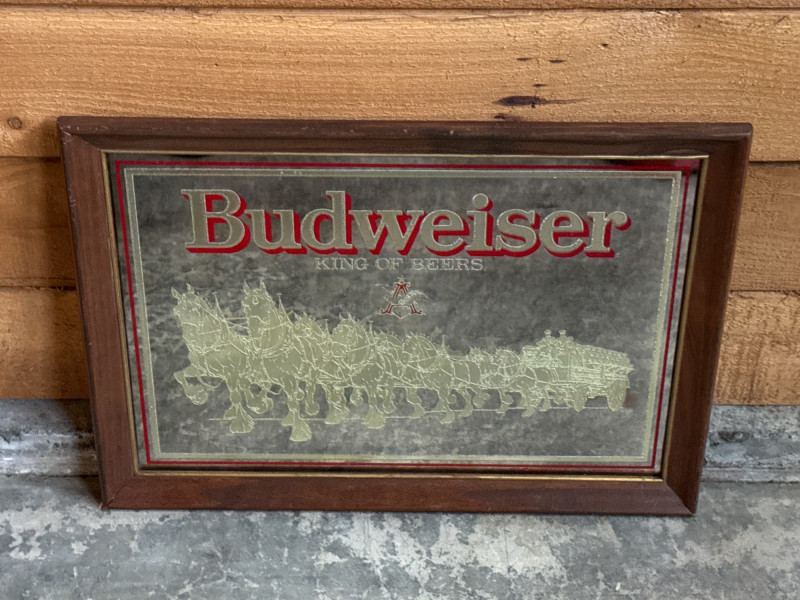 Budweiser
KING OF BEERS
A